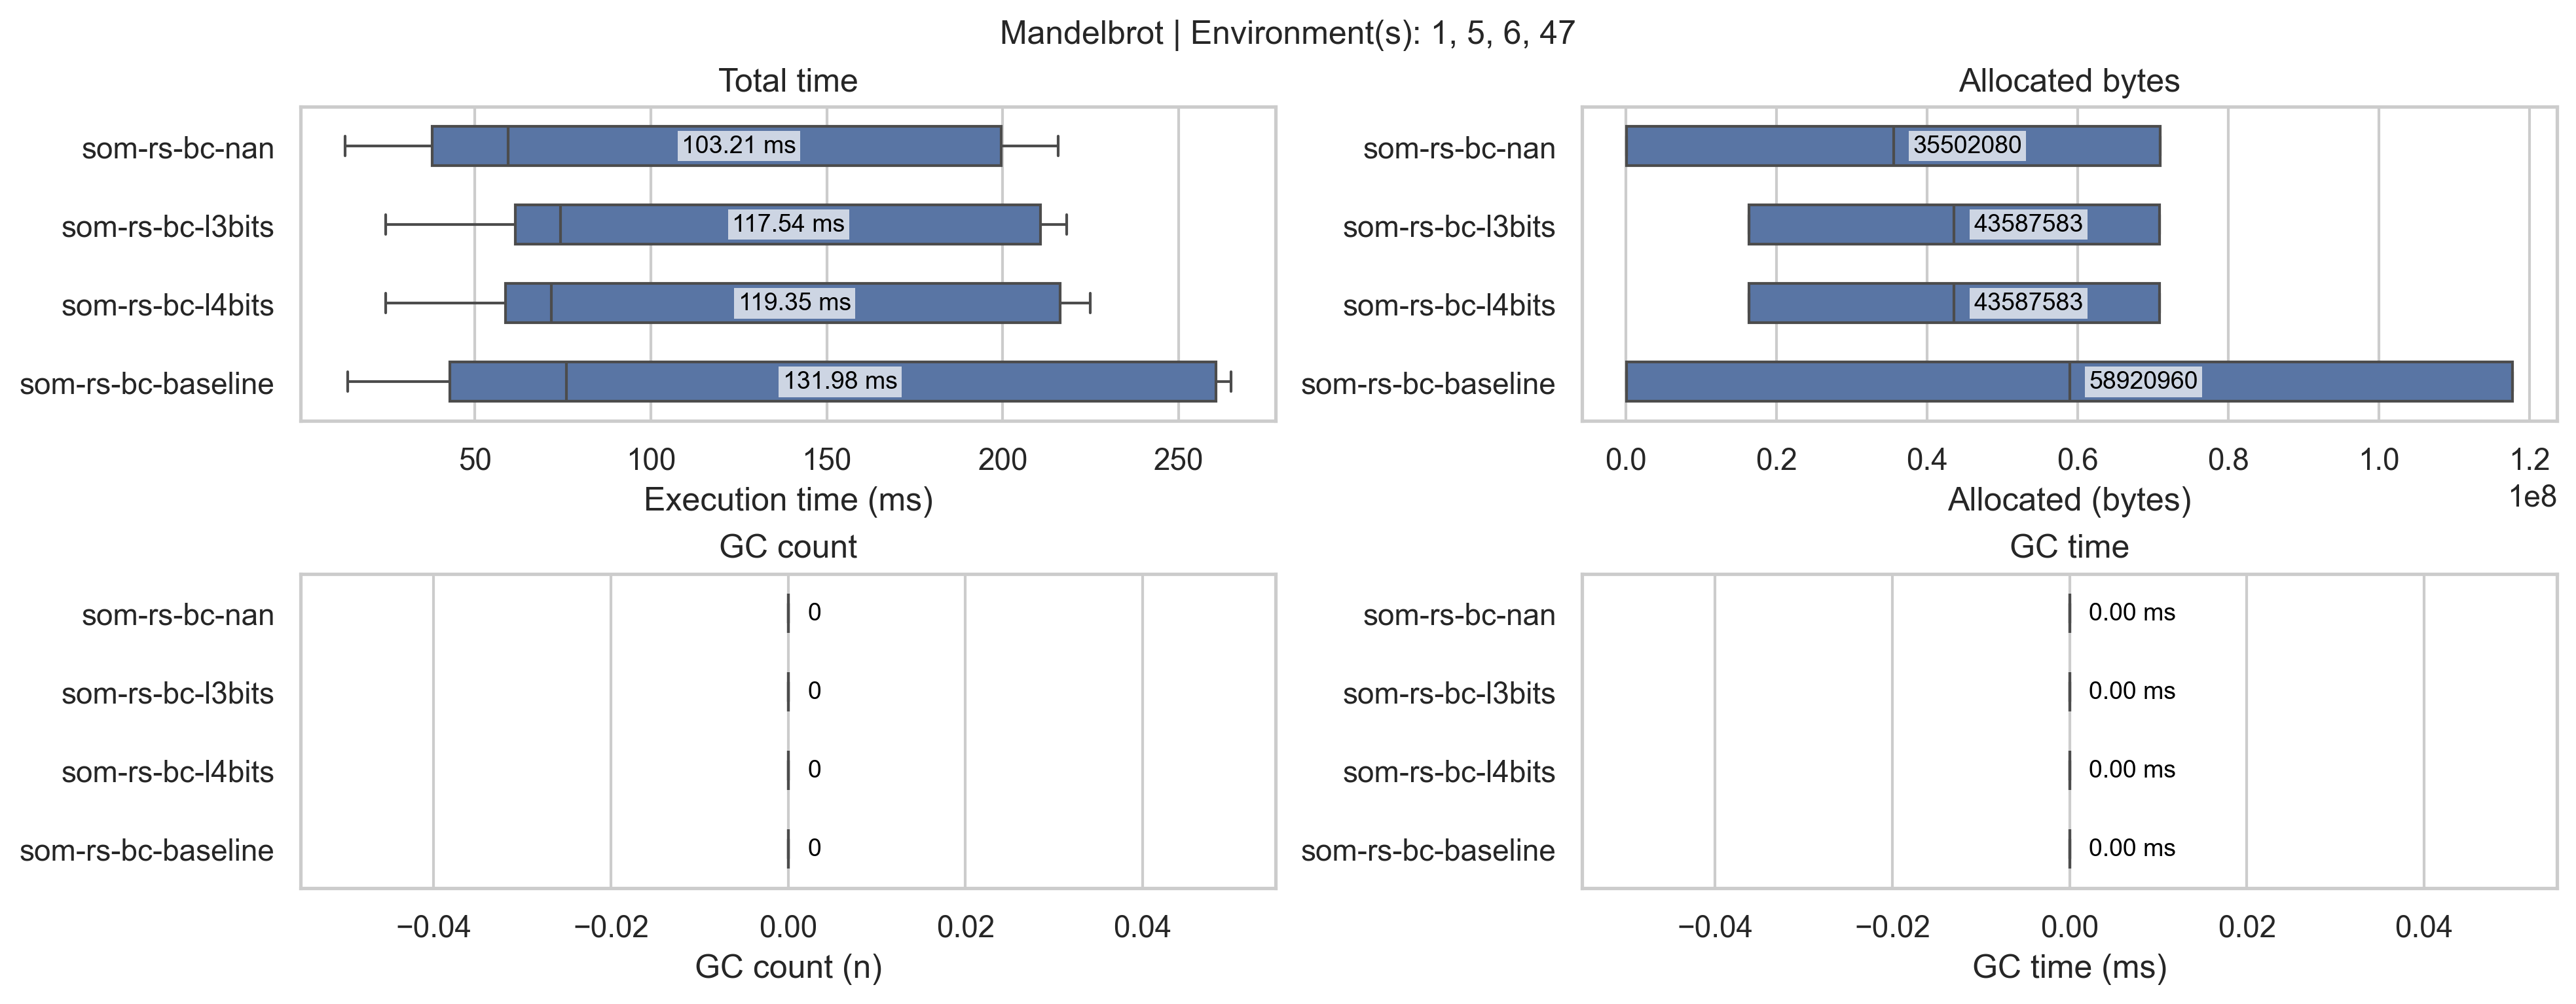 Mandelbrot | Environment(s): 1, 5, 6, 47
Total time
som-rs-bc-nan
103.21 ms
som-rs-bc-l3bits
117.54 ms
som-rs-bc-l4bits
119.35 ms
som-rs-bc-baseline
131.98 ms
50 100 150 200 250
Execution time (ms)
Allocated bytes
som-rs-bc-nan
35502080
som-rs-bc-l3bits
43587583
som-rs-bc-l4bits
43587583
som-rs-bc-baseline
58920960
0.0 0.2 0.4 0.6 0.8 1.0 1.2
1e8
Allocated (bytes)
GC count
som-rs-bc-nan
0
som-rs-bc-l3bits
0
som-rs-bc-l4bits
0
som-rs-bc-baseline
0
−0.04 −0.02 0.00 0.02 0.04
GC count (n)
GC time
som-rs-bc-nan
0.00 ms
som-rs-bc-l3bits
0.00 ms
som-rs-bc-l4bits
0.00 ms
som-rs-bc-baseline
0.00 ms
−0.04 −0.02 0.00 0.02 0.04
GC time (ms)